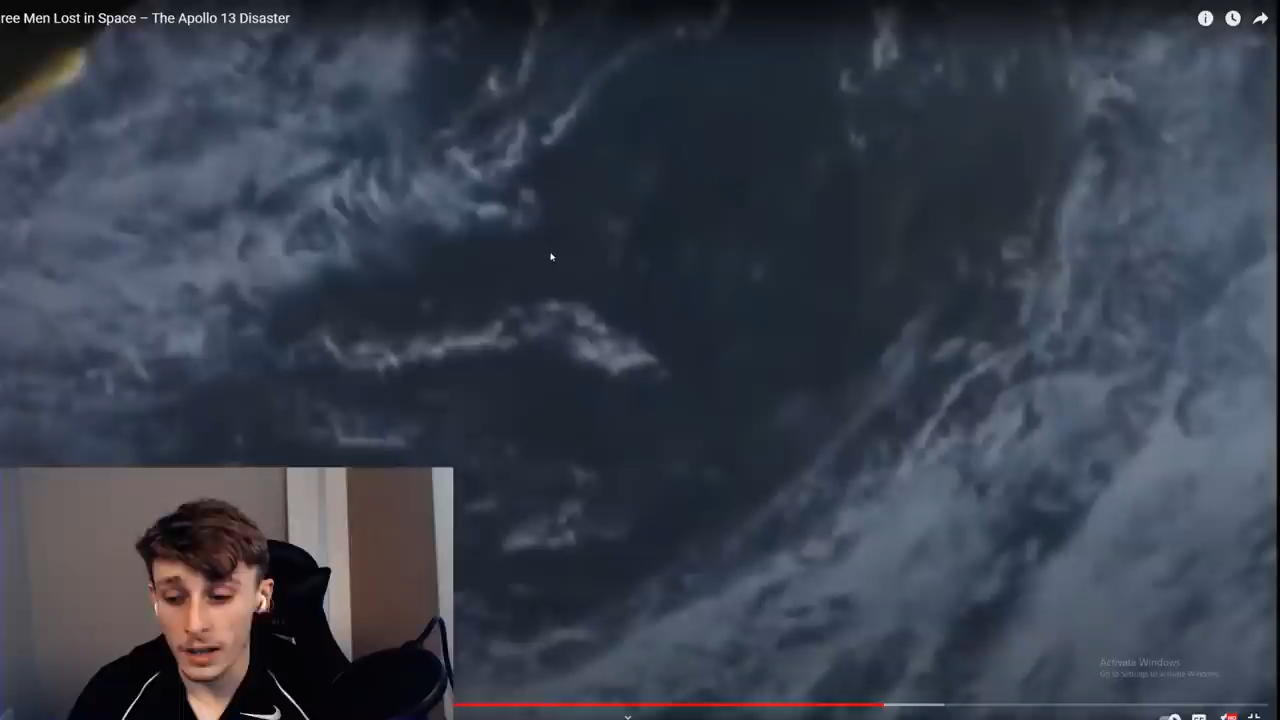 ree Men Lost in Space – The Apollo 13 Disaster
Activate Windows
Go to Settings to activate Windows.